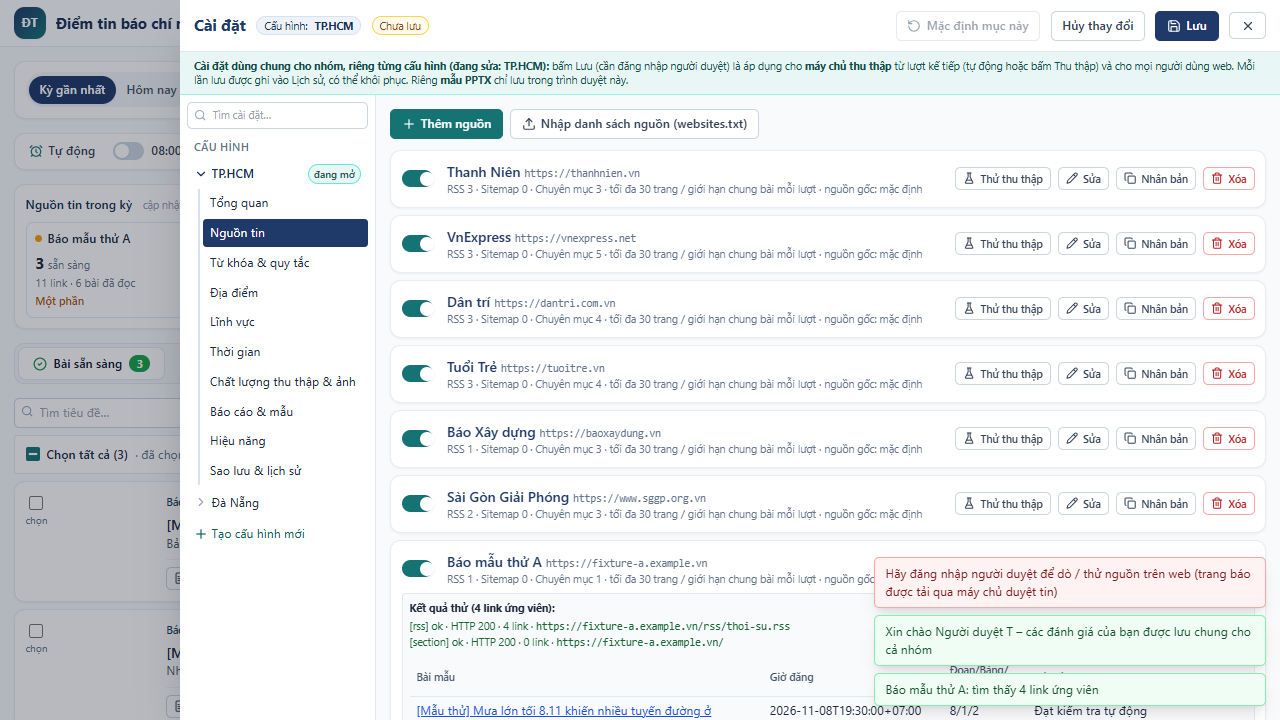 ĐT
Điểm tin báo chí
Cài đặt
Cấu hình: TP.HCM
Chưa lưu
Mặc định mục này
Hủy thay đổi
Lưu
Cài đặt dùng chung cho nhóm, riêng từng cấu hình (đang sửa: TP.HCM): bấm Lưu (cần đăng nhập người duyệt) là áp dụng cho máy chủ thu thập từ lượt kế tiếp (tự động hoặc bấm Thu thập) và cho mọi người dùng web. Mỗi
lần lưu được ghi vào Lịch sử, có thể khôi phục. Riêng mẫu PPTX chỉ lưu trong trình duyệt này.
Kỳ gần nhất
Hôm nay
Tự động
08:00
Nguồn tin trong kỳ
cập nhậ
Báo mẫu thử A
3 sẵn sàng
11 link · 6 bài đã đọc
Một phần
Bài sẵn sàng 3
Tìm tiêu đề...
Chọn tất cả (3) · đã chọn
chọn
chọn
Tìm cài đặt...
CẤU HÌNH
TP.HCM
đang mở
Tổng quan
Nguồn tin
Từ khóa & quy tắc
Địa điểm
Lĩnh vực
Thời gian
Chất lượng thu thập & ảnh
Báo cáo & mẫu
Hiệu năng
Sao lưu & lịch sử
Đà Nẵng
Tạo cấu hình mới
Thêm nguồn
Nhập danh sách nguồn (websites.txt)
Thanh Niên https://thanhnien.vn
RSS 3 · Sitemap 0 · Chuyên mục 3 · tối đa 30 trang / giới hạn chung bài mỗi lượt · nguồn gốc: mặc định
Thử thu thập
Sửa
Nhân bản
Xóa
VnExpress https://vnexpress.net
RSS 3 · Sitemap 0 · Chuyên mục 5 · tối đa 30 trang / giới hạn chung bài mỗi lượt · nguồn gốc: mặc định
Thử thu thập
Sửa
Nhân bản
Xóa
Dân trí https://dantri.com.vn
RSS 3 · Sitemap 0 · Chuyên mục 4 · tối đa 30 trang / giới hạn chung bài mỗi lượt · nguồn gốc: mặc định
Thử thu thập
Sửa
Nhân bản
Xóa
Tuổi Trẻ https://tuoitre.vn
RSS 3 · Sitemap 0 · Chuyên mục 4 · tối đa 30 trang / giới hạn chung bài mỗi lượt · nguồn gốc: mặc định
Thử thu thập
Sửa
Nhân bản
Xóa
Báo Xây dựng https://baoxaydung.vn
RSS 1 · Sitemap 0 · Chuyên mục 3 · tối đa 30 trang / giới hạn chung bài mỗi lượt · nguồn gốc: mặc định
Thử thu thập
Sửa
Nhân bản
Xóa
Sài Gòn Giải Phóng https://www.sggp.org.vn
RSS 2 · Sitemap 0 · Chuyên mục 3 · tối đa 30 trang / giới hạn chung bài mỗi lượt · nguồn gốc: mặc định
Thử thu thập
Sửa
Nhân bản
Xóa
Báo mẫu thử A https://fixture-a.example.vn
RSS 1 · Sitemap 0 · Chuyên mục 1 · tối đa 30 trang / giới hạn chung bài mỗi lượt · nguồn gốc
Kết quả thử (4 link ứng viên):
[rss] ok · HTTP 200 · 4 link · https://fixture-a.example.vn/rss/thoi-su.rss
[section] ok · HTTP 200 · 0 link · https://fixture-a.example.vn/
Bài mẫu
Giờ đăng
Đoạn/Bảng/
[Mẫu thử] Mưa lớn tối 8.11 khiến nhiều tuyến đường ở
2026-11-08T19:30:00+07:00
8/1/2
Đạt kiểm tra tự động
Hãy đăng nhập người duyệt để dò / thử nguồn trên web (trang báo
được tải qua máy chủ duyệt tin)
Xin chào Người duyệt T – các đánh giá của bạn được lưu chung cho
cả nhóm
Báo mẫu thử A: tìm thấy 4 link ứng viên